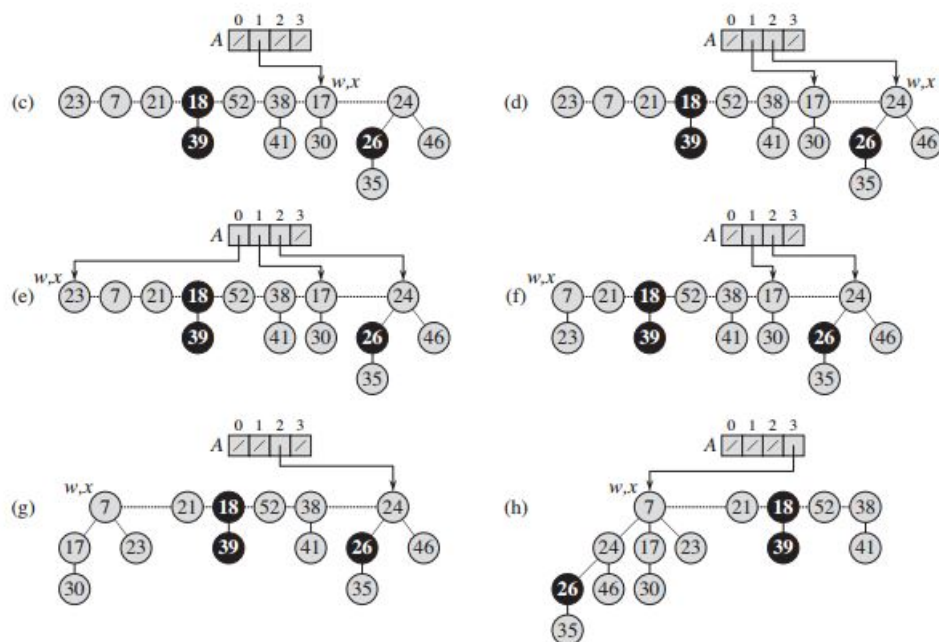 0 1 2 3
A
w,x
(c) 23 7 21 18 52 38 17 24
39 41 30 26 46
35
0 1 2 3
A
w,x
(d) 23 7 21 18 52 38 17 24
39 41 30 26 46
35
0 1 2 3
A
w,x
(e) 23 7 21 18 52 38 17 24
39 41 30 26 46
35
0 1 2 3
A
w,x
(f) 7 21 18 52 38 17 24
23 39 41 30 26 46
35
0 1 2 3
A
w,x
(g) 7 21 18 52 38 24
17 23 39 41 26 46
30 35
0 1 2 3
A
w,x
(h) 7 21 18 52 38
24 17 23 39 41
26 46 30
35